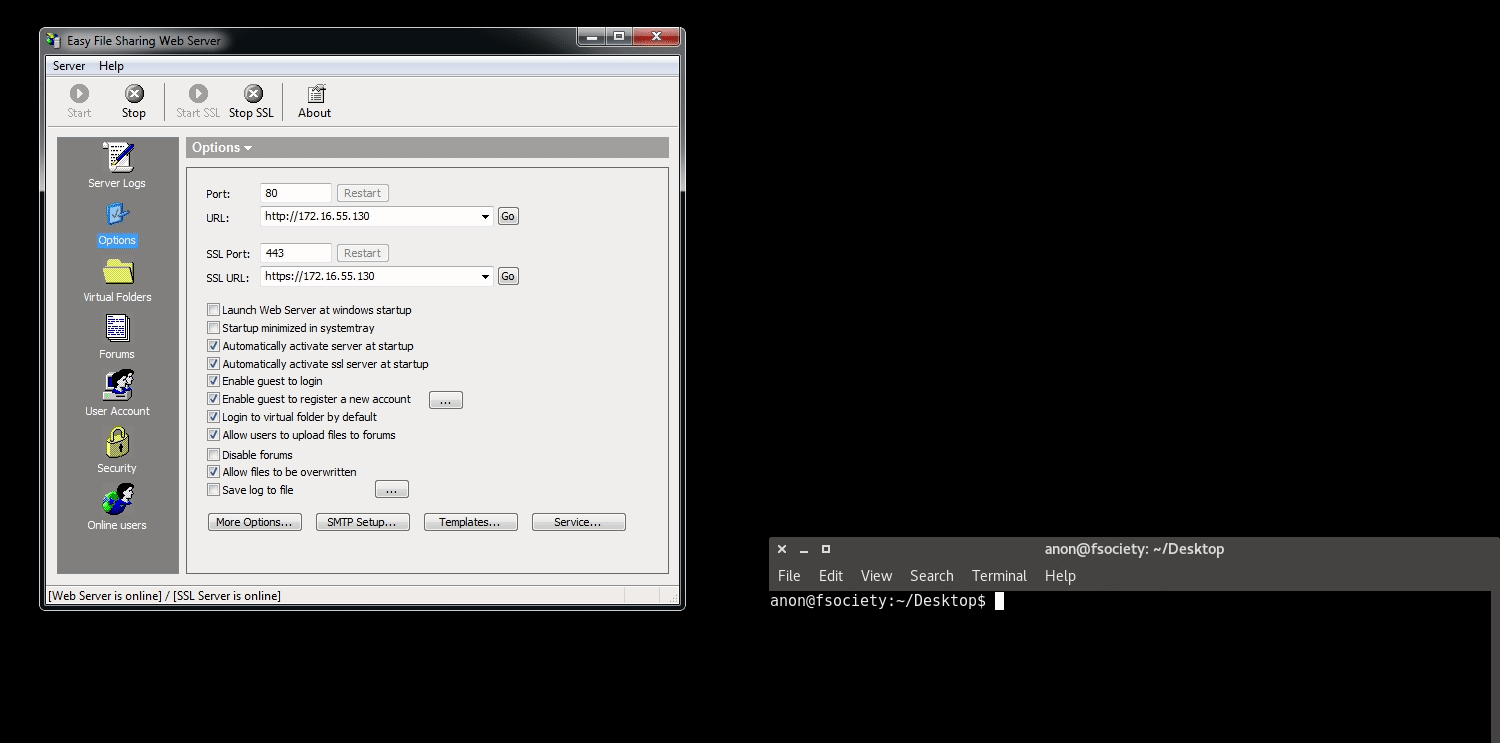 Easy File Sharing Web Server
Server Help
Start Stop Start SSL Stop SSL About
Server Logs
Options
Virtual Folders
Forums
User Account
Security
Online users
Options
Port: 80 Restart
URL: http://172.16.55.130 Go
SSL Port: 443 Restart
SSL URL: https://172.16.55.130 Go
Launch Web Server at windows startup
Startup minimized in systemtray
Automatically activate server at startup
Automatically activate ssl server at startup
Enable guest to login
Enable guest to register a new account ...
Login to virtual folder by default
Allow users to upload files to forums
Disable forums
Allow files to be overwritten
Save log to file ...
More Options... SMTP Setup... Templates... Service...
[Web Server is online] / [SSL Server is online]
anon@fsociety: ~/Desktop
File Edit View Search Terminal Help
anon@fsociety:~/Desktop$